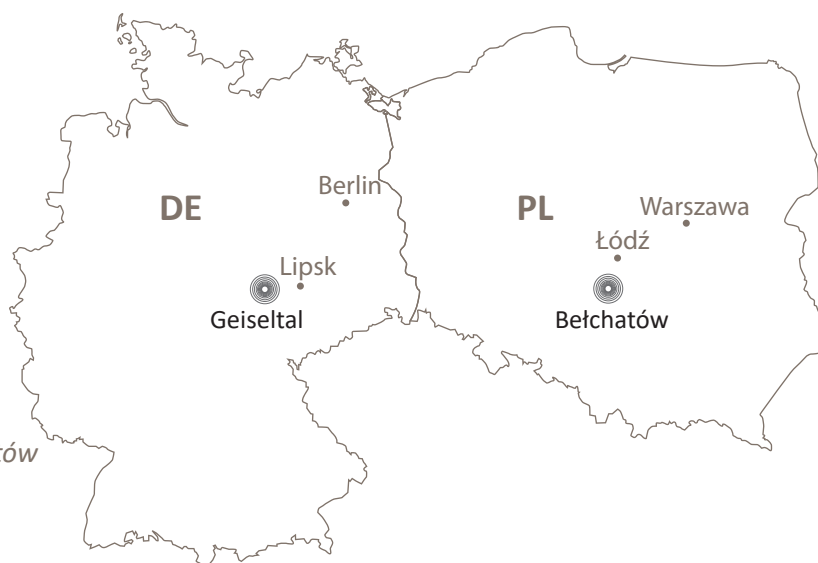 Berlin
DE
PL
Warszawa
Łódź
Lipsk
Geiseltal
Bełchatów